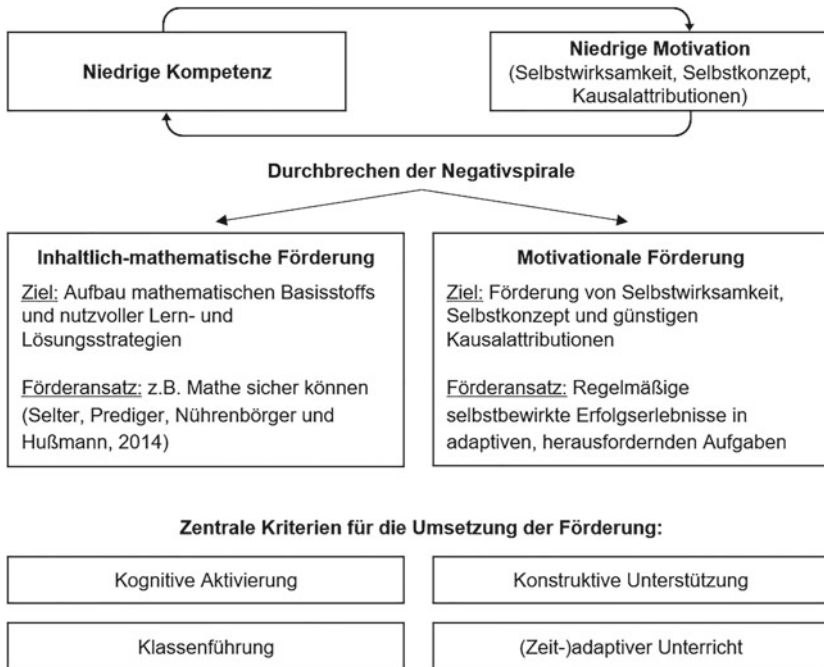 Niedrige Kompetenz
Niedrige Motivation
(Selbstwirksamkeit, Selbstkonzept,
Kausalattributionen)
Durchbrechen der Negativspirale
Inhaltlich-mathematische Förderung
Ziel: Aufbau mathematischen Basisstoffs
und nutzvoller Lern- und
Lösungsstrategien
Förderansatz: z.B. Mathe sicher können
(Selter, Prediger, Nührenbörger und
Hußmann, 2014)
Motivationale Förderung
Ziel: Förderung von Selbstwirksamkeit,
Selbstkonzept und günstigen
Kausalattributionen
Förderansatz: Regelmäßige
selbstbewirkte Erfolgserlebnisse in
adaptiven, herausfordernden Aufgaben
Zentrale Kriterien für die Umsetzung der Förderung:
Kognitive Aktivierung
Konstruktive Unterstützung
Klassenführung
(Zeit-)adaptiver Unterricht